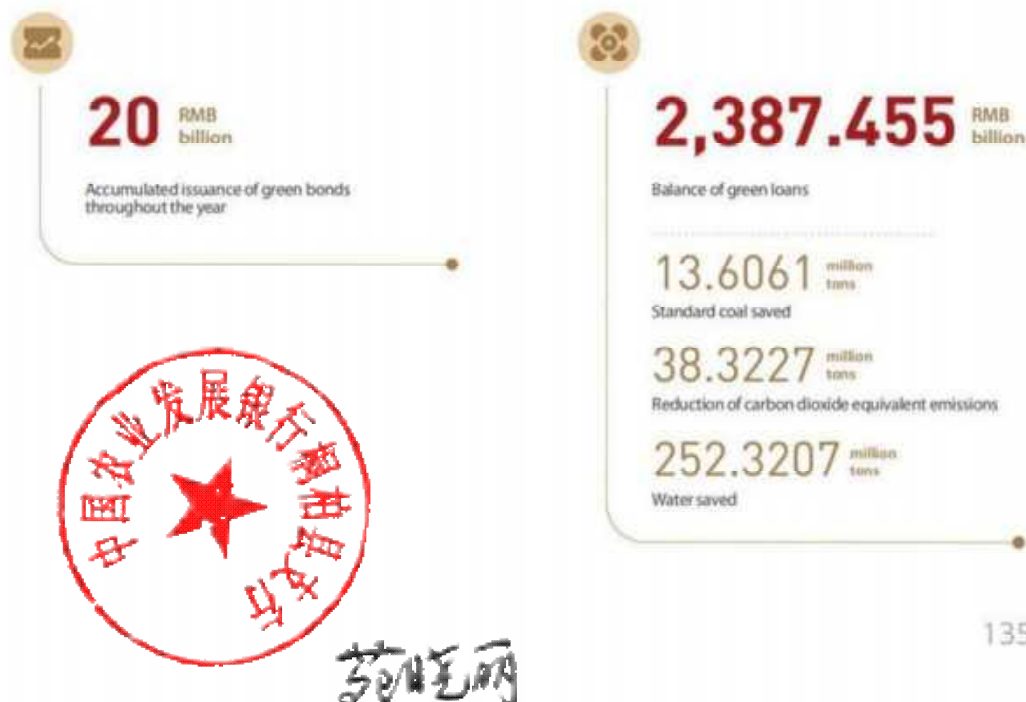 20 RMB
billion
Accumulated issuance of green bonds
throughout the year
2,387.455 RMB
billion
Balance of green loans
13.6061 million
tons
Standard coal saved
38.3227 million
tons
Reduction of carbon dioxide equivalent emissions
252.3207 million
tons
Water saved
中国农业发展银行桐柏县支行
苑晓丽
135